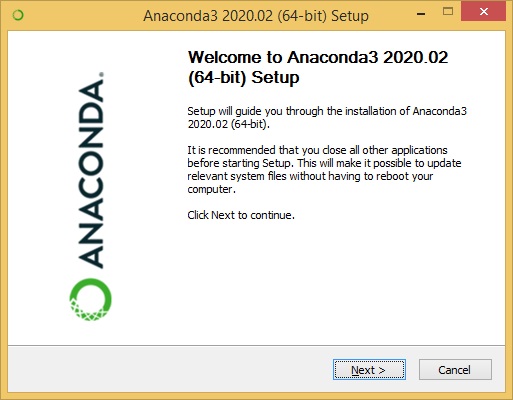 Anaconda3 2020.02 (64-bit) Setup
ANACONDA.
Welcome to Anaconda3 2020.02
(64-bit) Setup
Setup will guide you through the installation of Anaconda3
2020.02 (64-bit).
It is recommended that you close all other applications
before starting Setup. This will make it possible to update
relevant system files without having to reboot your
computer.
Click Next to continue.
Next >
Cancel